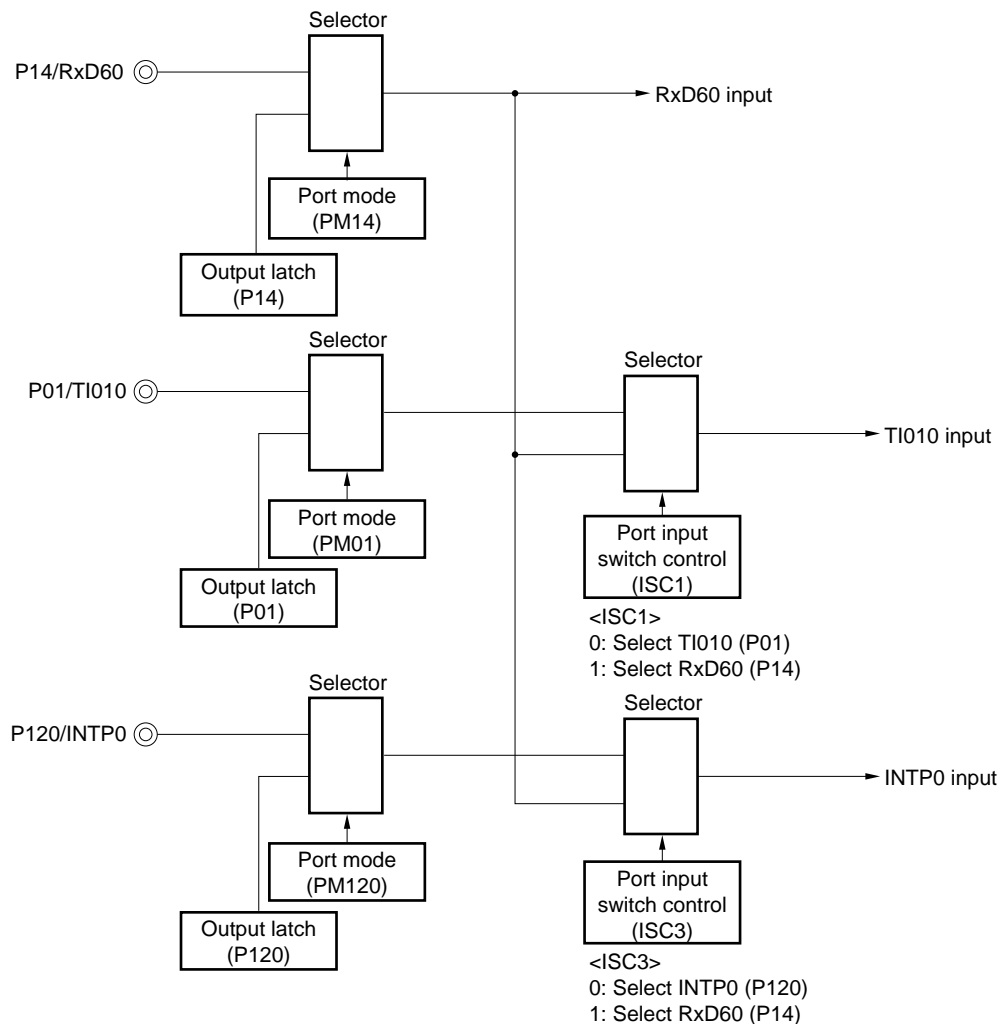 Selector
P14/RxD60
RxD60 input
Port mode
(PM14)
Output latch
(P14)
Selector
P01/TI010
Selector
TI010 input
Port mode
(PM01)
Port input
switch control
(ISC1)
Output latch
(P01)
<ISC1>
0: Select TI010 (P01)
1: Select RxD60 (P14)
Selector
Selector
P120/INTP0
INTP0 input
Port mode
(PM120)
Port input
switch control
(ISC3)
Output latch
(P120)
<ISC3>
0: Select INTP0 (P120)
1: Select RxD60 (P14)